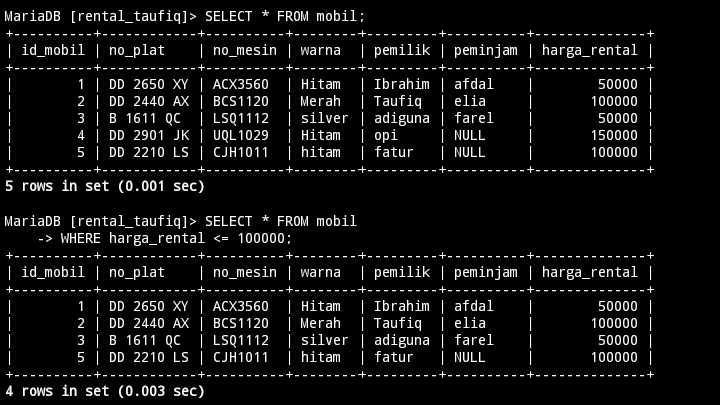 MariaDB [rental_taufiq]> SELECT * FROM mobil;
+----------+------------+----------+--------+---------+----------+--------------+
| id_mobil | no_plat    | no_mesin | warna  | pemilik | peminjam | harga_rental |
+----------+------------+----------+--------+---------+----------+--------------+
|        1 | DD 2650 XY | ACX3560  | Hitam  | Ibrahim | afdal    |        50000 |
|        2 | DD 2440 AX | BCS1120  | Merah  | Taufiq  | elia     |       100000 |
|        3 | B 1611 QC  | LSQ1112  | silver | adiguna | farel    |        50000 |
|        4 | DD 2901 JK | UQL1029  | Hitam  | opi     | NULL     |       150000 |
|        5 | DD 2210 LS | CJH1011  | hitam  | fatur   | NULL     |       100000 |
+----------+------------+----------+--------+---------+----------+--------------+
5 rows in set (0.001 sec)
MariaDB [rental_taufiq]> SELECT * FROM mobil
    -> WHERE harga_rental <= 100000;
+----------+------------+----------+--------+---------+----------+--------------+
| id_mobil | no_plat    | no_mesin | warna  | pemilik | peminjam | harga_rental |
+----------+------------+----------+--------+---------+----------+--------------+
|        1 | DD 2650 XY | ACX3560  | Hitam  | Ibrahim | afdal    |        50000 |
|        2 | DD 2440 AX | BCS1120  | Merah  | Taufiq  | elia     |       100000 |
|        3 | B 1611 QC  | LSQ1112  | silver | adiguna | farel    |        50000 |
|        5 | DD 2210 LS | CJH1011  | hitam  | fatur   | NULL     |       100000 |
+----------+------------+----------+--------+---------+----------+--------------+
4 rows in set (0.003 sec)